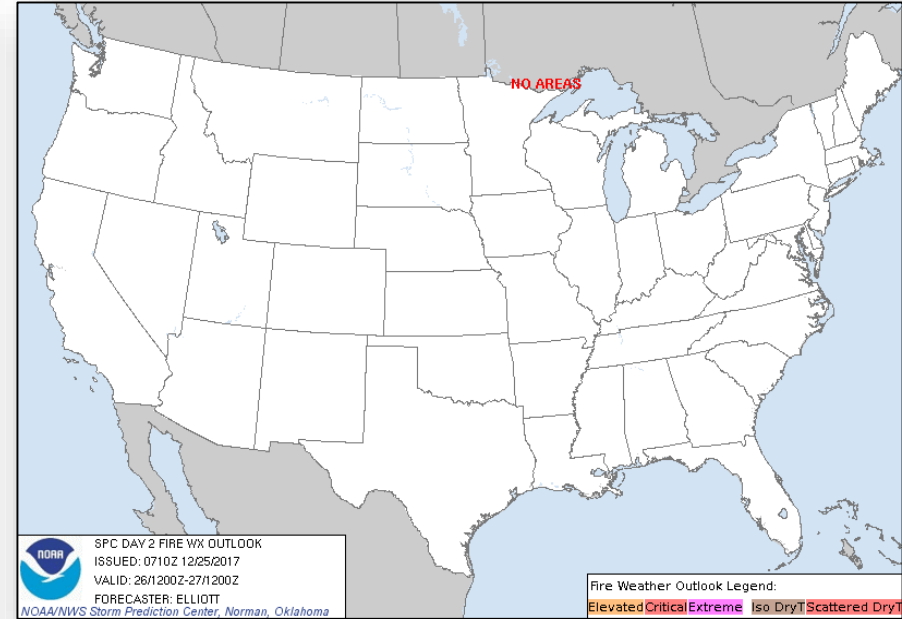 NO AREAS
NOAA
SPC DAY 2 FIRE WX OUTLOOK
ISSUED: 0710Z 12/25/2017
VALID: 26/1200Z-27/1200Z
FORECASTER: ELLIOTT
NOAA/NWS Storm Prediction Center, Norman, Oklahoma
Fire Weather Outlook Legend:
Elevated Critical Extreme Iso DryT Scattered DryT